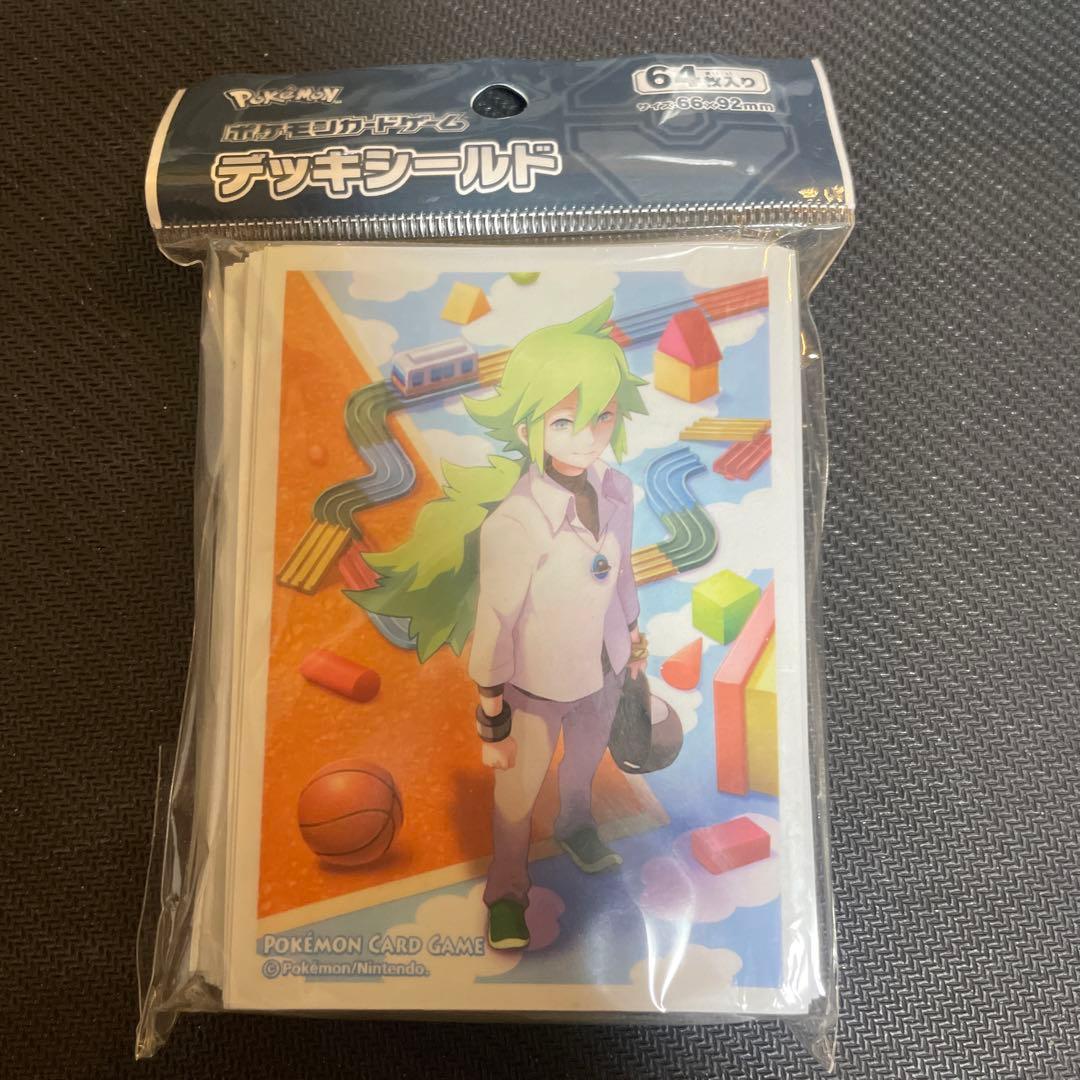 Pokémon
ポケモンカードゲーム
デッキシールド
64枚入り
サイズ:66×92mm
POKÉMON CARD GAME
©Pokémon/Nintendo.